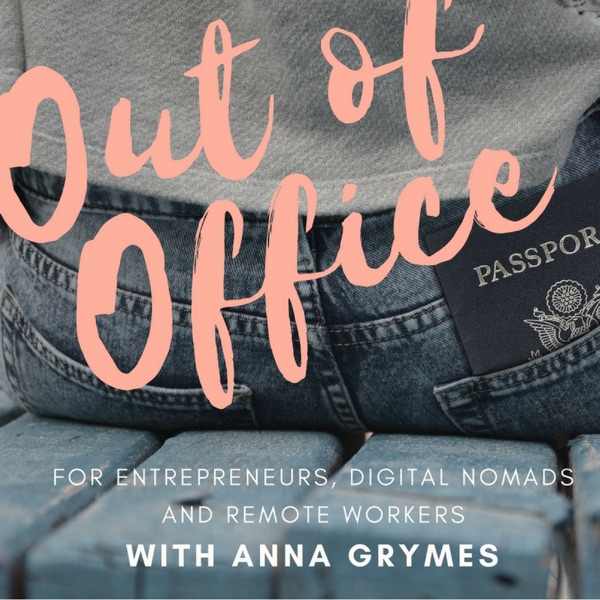 Out of
Office
PASSPOR
FOR ENTREPRENEURS, DIGITAL NOMADS
AND REMOTE WORKERS
WITH ANNA GRYMES